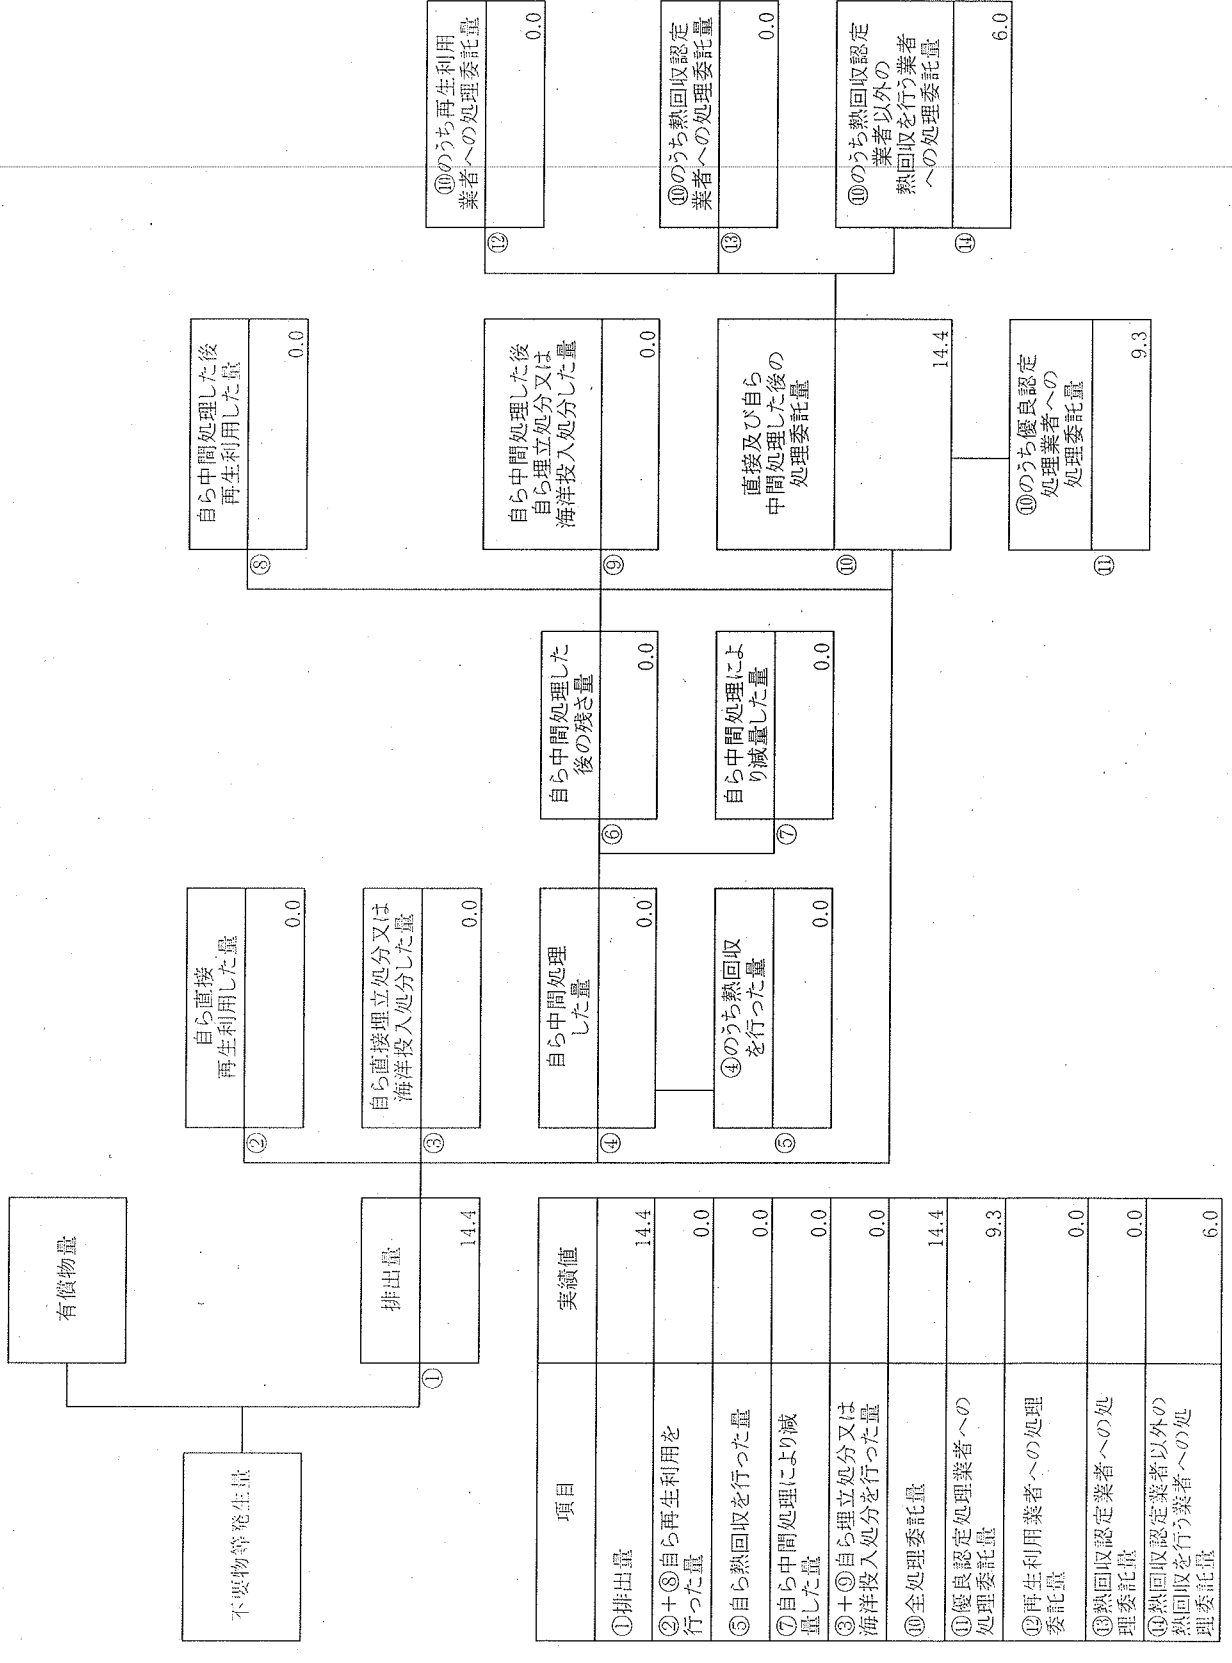 不要物等発生量
有償物量
排出量
①
14.4
自ら直接
再生利用した量
②
0.0
自ら直接埋立処分又は
海洋投入処分した量
③
0.0
自ら中間処理
した量
④
0.0
④のうち熱回収
を行った量
⑤
0.0
自ら中間処理した
後の残さ量
⑥
0.0
自ら中間処理によ
り減量した量
⑦
0.0
自ら中間処理した後
再生利用した量
⑧
0.0
自ら中間処理した後
自ら埋立処分又は
海洋投入処分した量
⑨
0.0
直接及び自ら
中間処理した後の
処理委託量
⑩
14.4
⑩のうち優良認定
処理業者への
処理委託量
⑪
9.3
⑩のうち再生利用
業者への処理委託量
⑫
0.0
⑩のうち熱回収認定
業者への処理委託量
⑬
0.0
⑩のうち熱回収認定
業者以外の
熱回収を行う業者
への処理委託量
⑭
6.0
項目 実績値
①排出量 14.4
②+⑧自ら再生利用を
行った量 0.0
⑤自ら熱回収を行った量 0.0
⑦自ら中間処理により減
量した量 0.0
③+⑨自ら埋立処分又は
海洋投入処分を行った量 0.0
⑩全処理委託量 14.4
⑪優良認定処理業者への
処理委託量 9.3
⑫再生利用業者への処理
委託量 0.0
⑬熱回収認定業者への処
理委託量 0.0
⑭熱回収認定業者以外の
熱回収を行う業者への処
理委託量 6.0